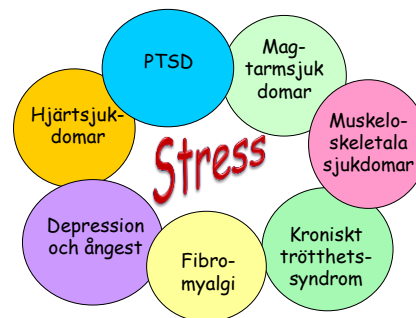 PTSD
Mag-
tarmsjuk
domar
Hjärtsjuk-
domar
Muskelo-
skeletala
sjukdomar
Stress
Depression
och ångest
Fibro-
myalgi
Kroniskt
trötthets-
syndrom